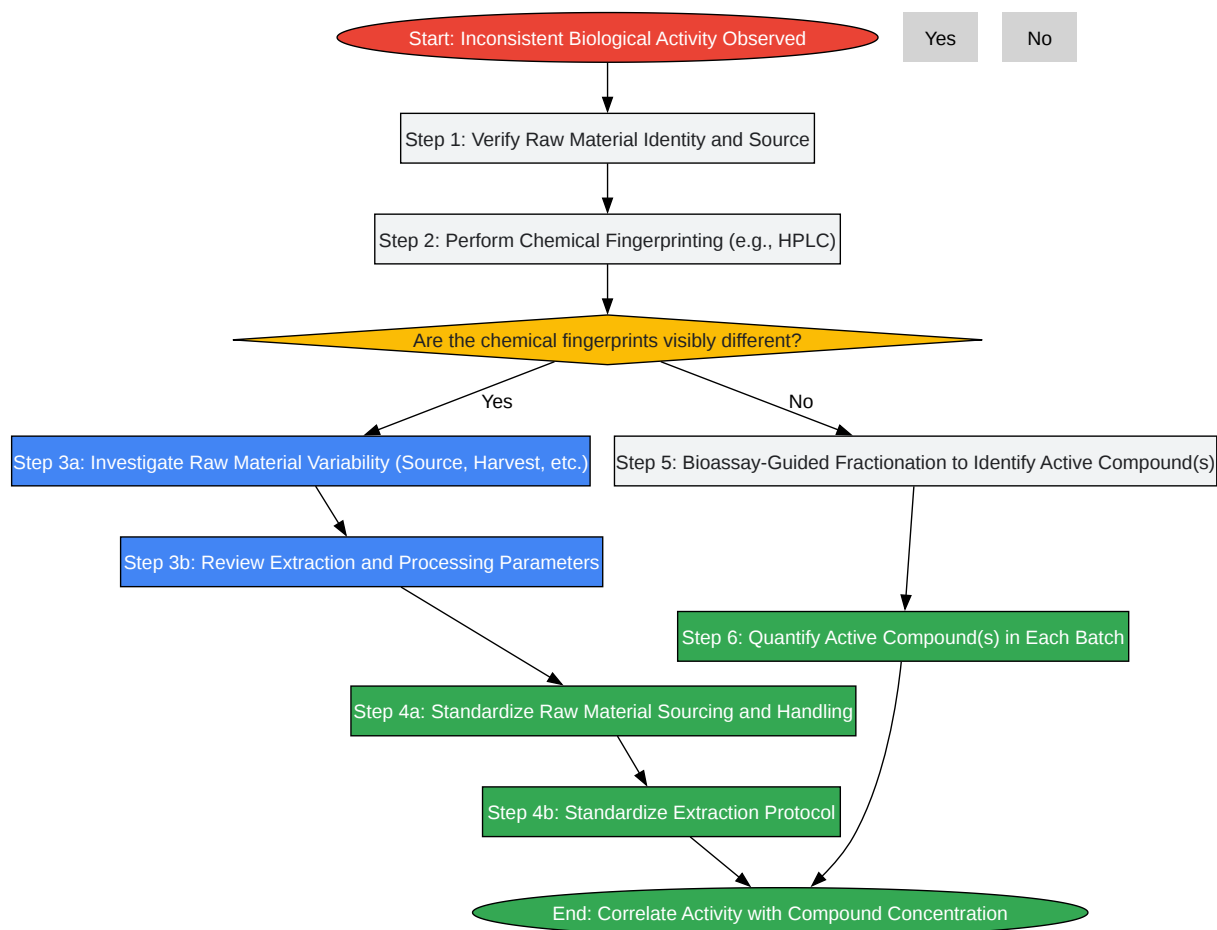 Start: Inconsistent Biological Activity Observed
Yes
No
Step 1: Verify Raw Material Identity and Source
Step 2: Perform Chemical Fingerprinting (e.g., HPLC)
Are the chemical fingerprints visibly different?
Yes
No
Step 3a: Investigate Raw Material Variability (Source, Harvest, etc.)
Step 5: Bioassay-Guided Fractionation to Identify Active Compound(s)
Step 3b: Review Extraction and Processing Parameters
Step 6: Quantify Active Compound(s) in Each Batch
Step 4a: Standardize Raw Material Sourcing and Handling
Step 4b: Standardize Extraction Protocol
End: Correlate Activity with Compound Concentration